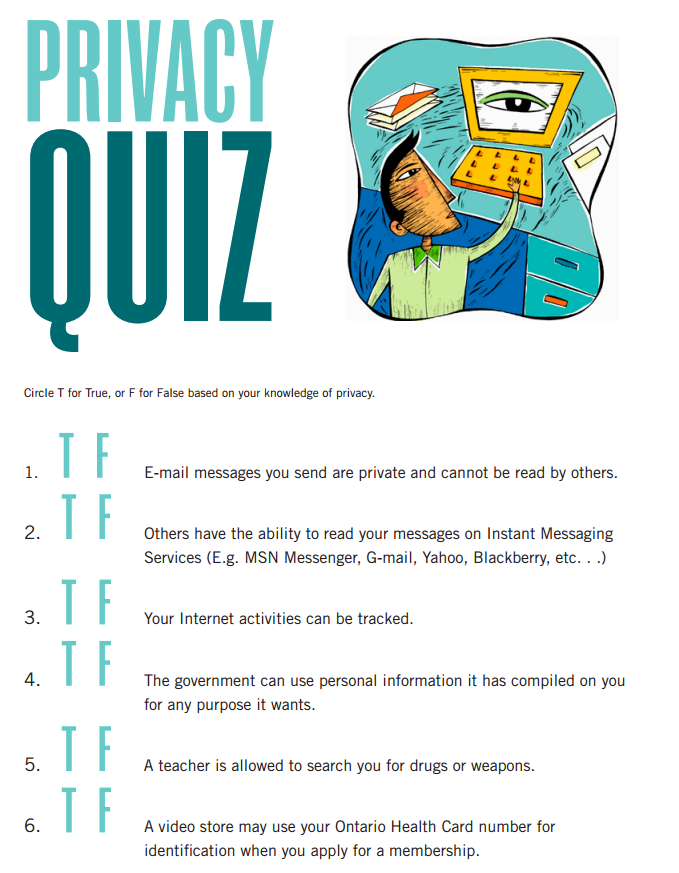 PRIVACY
QUIZ
Circle T for True, or F for False based on your knowledge of privacy.
1. T F E-mail messages you send are private and cannot be read by others.
2. T F Others have the ability to read your messages on Instant Messaging
Services (E.g. MSN Messenger, G-mail, Yahoo, Blackberry, etc. . .)
3. T F Your Internet activities can be tracked.
4. T F The government can use personal information it has compiled on you
for any purpose it wants.
5. T F A teacher is allowed to search you for drugs or weapons.
6. T F A video store may use your Ontario Health Card number for
identification when you apply for a membership.